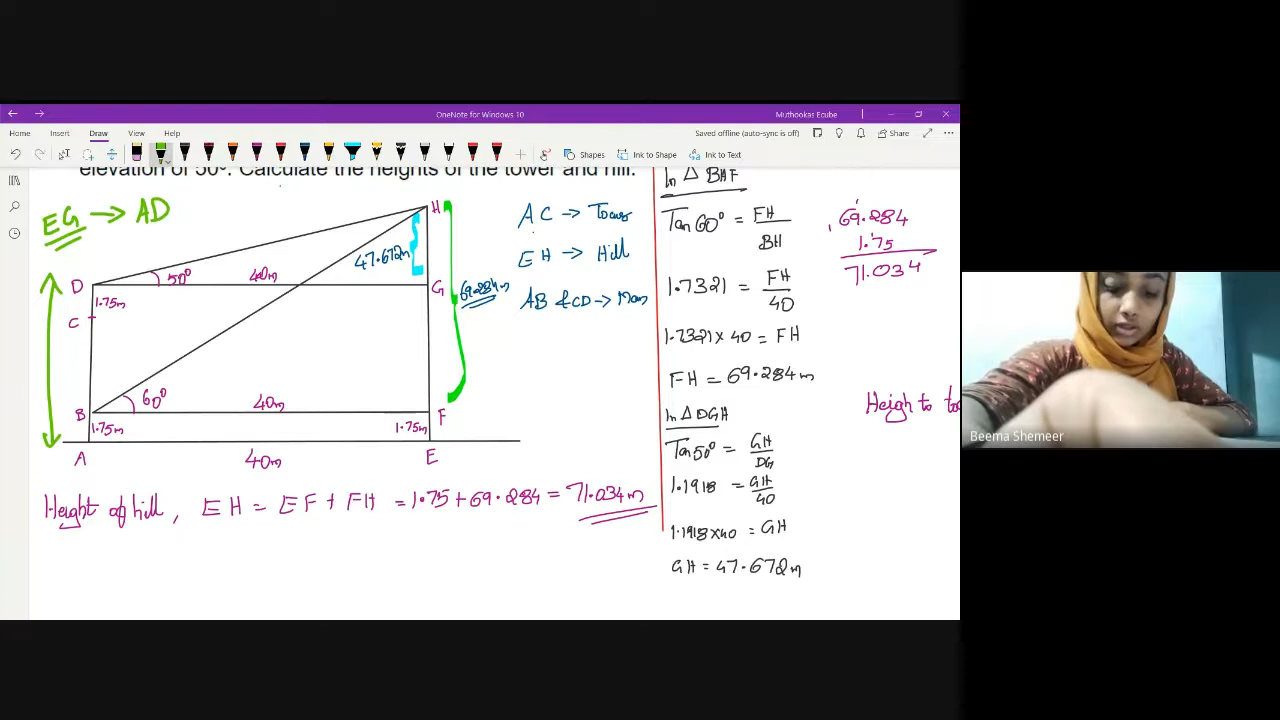 OneNote for Windows 10
Muthookas Ecube
Home Insert Draw View Help
Saved offline (auto-sync is off)
Share
Shapes
Ink to Shape
Ink to Text
elevation of 50º. Calculate the heights of the tower and hill.
EG → AD
H
D
50°
40m
47.672m
G
1.75m
C
69.284m
B
60°
40m
F
1.75m
1.75m
A
40m
E
AC → Tower
EH → Hill
AB & CD → Man
Height of hill, EH = EF + FH = 1.75 + 69.284 = 71.034m
In Δ BHF
Tan 60° = FH
BH
1.7321 = FH
40
1.7321 × 40 = FH
FH = 69.284m
In Δ DGH
Tan 50° = GH
DG
1.1918 = GH
40
1.1918 × 40 = GH
GH = 47.672m
69.284
1.75
71.034
Beema Shemeer